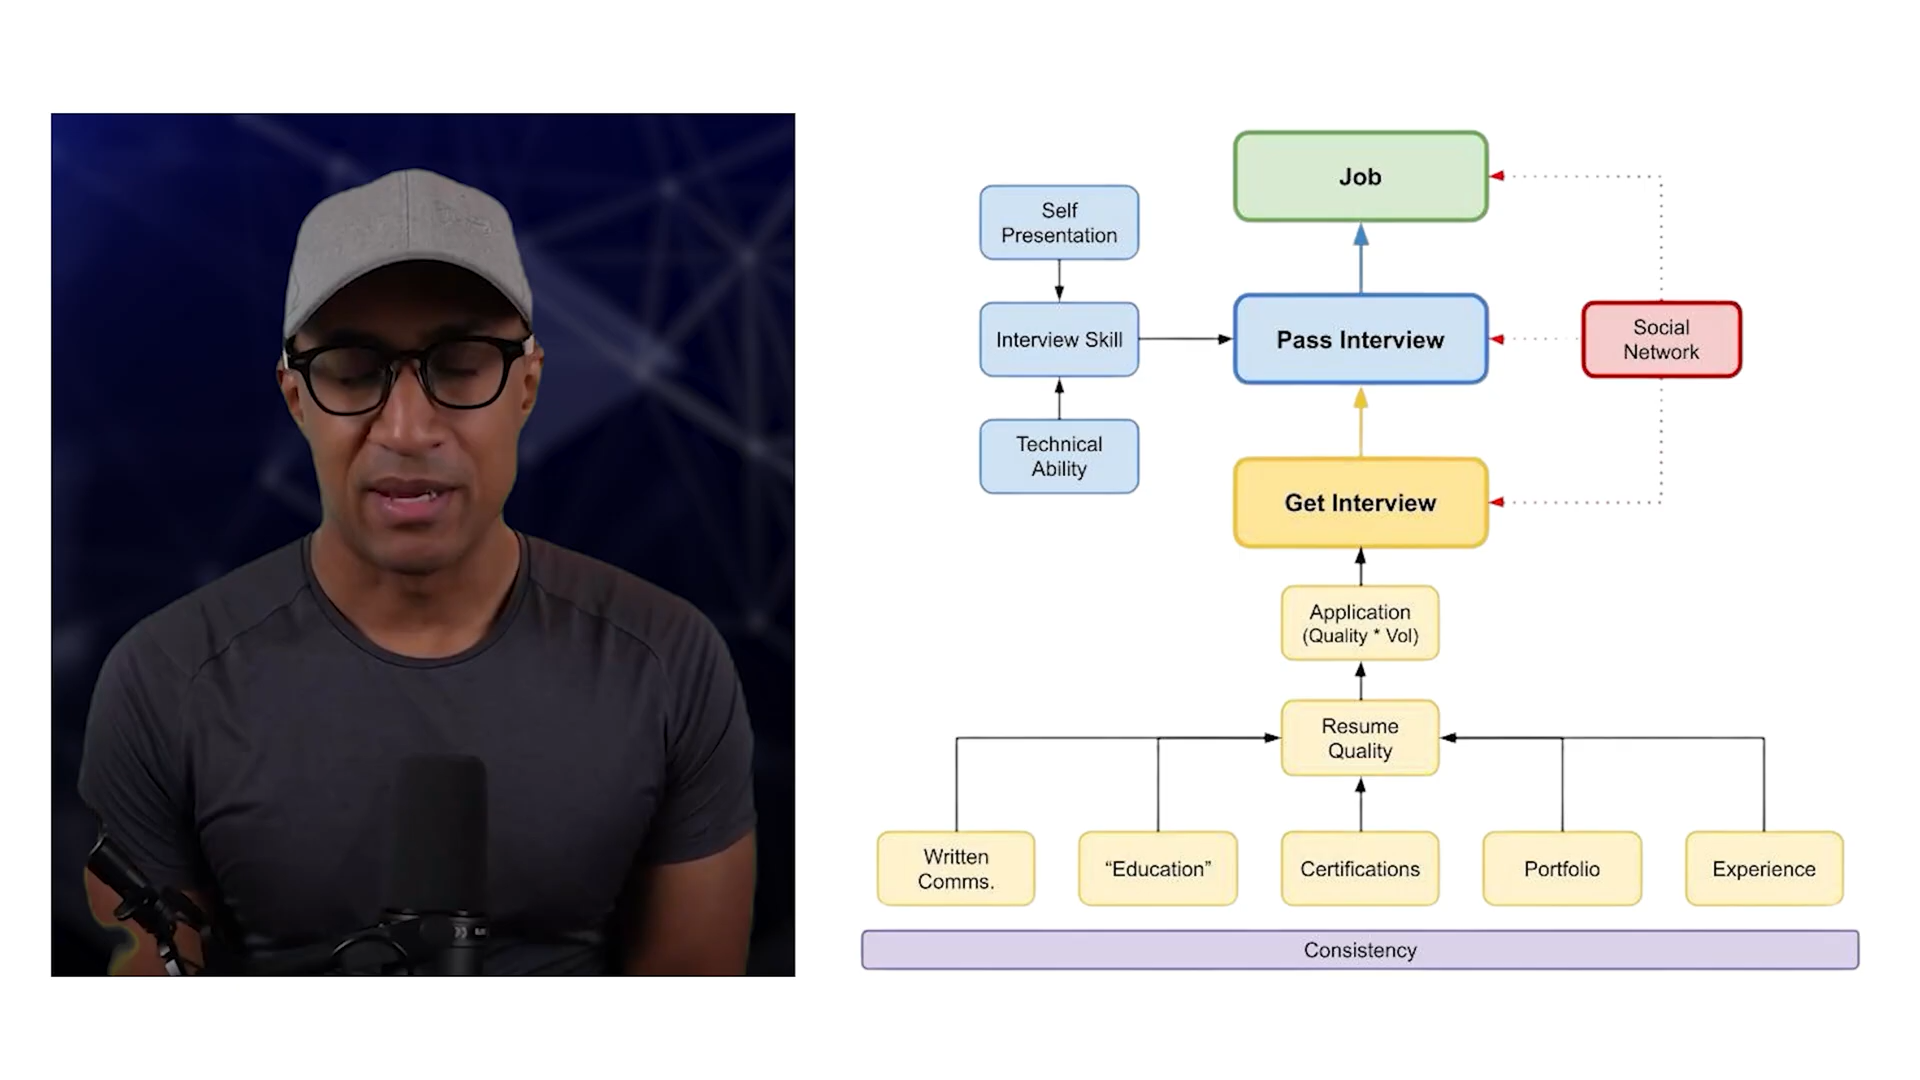 Job
Self
Presentation
Interview Skill
Pass Interview
Social
Network
Technical
Ability
Get Interview
Application
(Quality * Vol)
Resume
Quality
Written
Comms.
“Education”
Certifications
Portfolio
Experience
Consistency